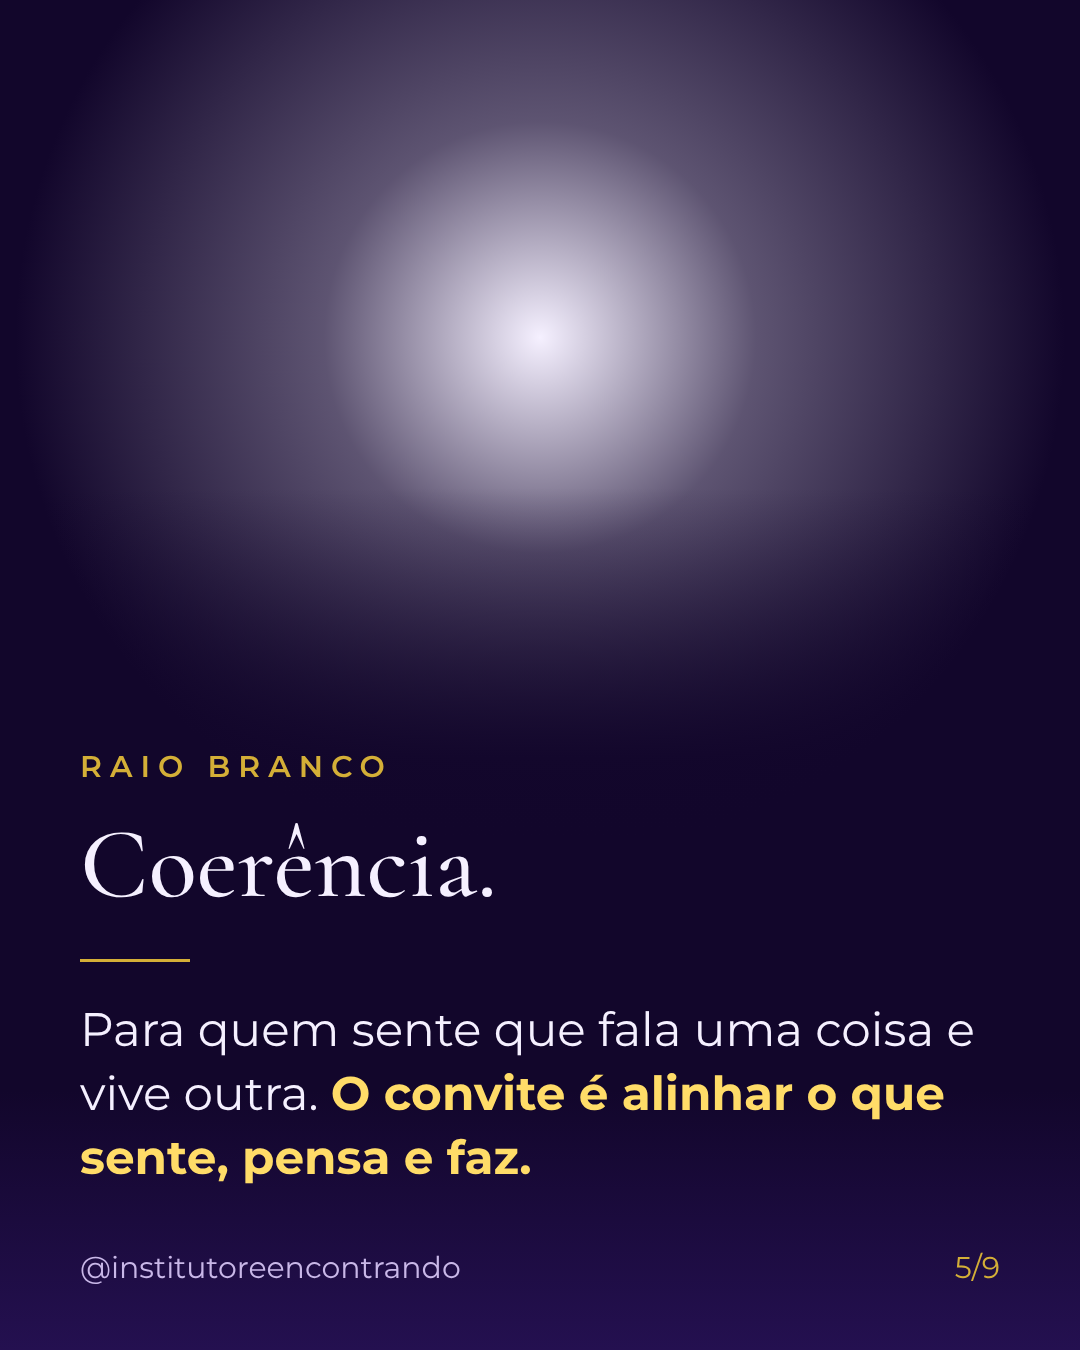 RAIO BRANCO
Coerência.
Para quem sente que fala uma coisa e
vive outra. O convite é alinhar o que
sente, pensa e faz.
@institutoreencontrando
5/9